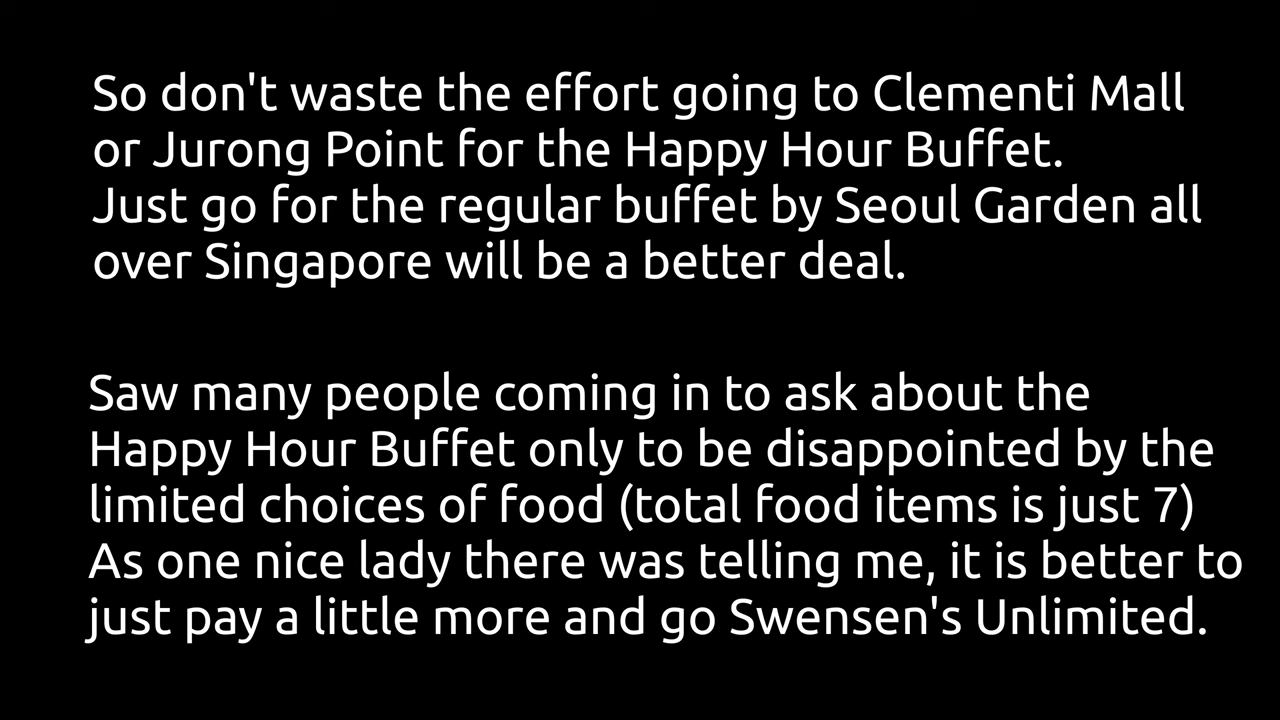 So don't waste the effort going to Clementi Mall
or Jurong Point for the Happy Hour Buffet.
Just go for the regular buffet by Seoul Garden all
over Singapore will be a better deal.
Saw many people coming in to ask about the
Happy Hour Buffet only to be disappointed by the
limited choices of food (total food items is just 7)
As one nice lady there was telling me, it is better to
just pay a little more and go Swensen's Unlimited.